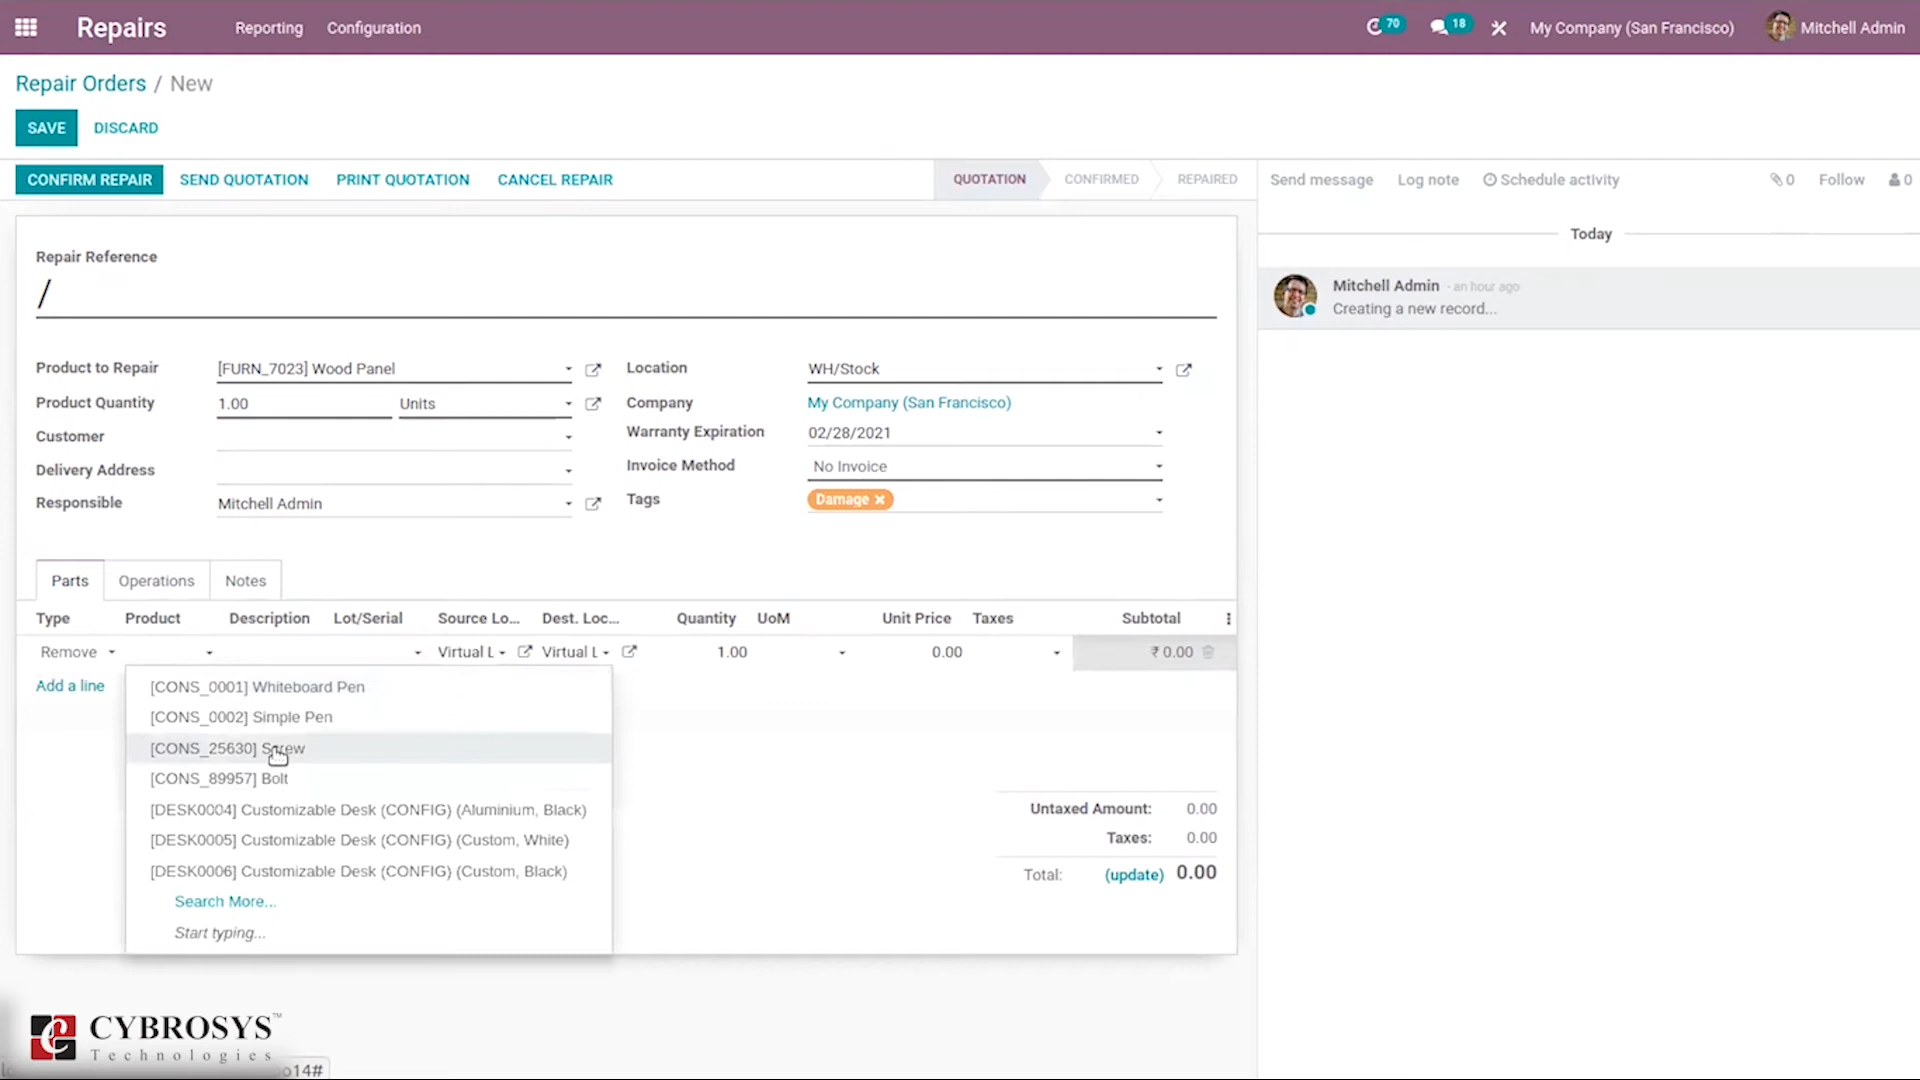 Repairs Reporting Configuration 70 18 My Company (San Francisco) Mitchell Admin
Repair Orders / New
SAVE DISCARD
CONFIRM REPAIR SEND QUOTATION PRINT QUOTATION CANCEL REPAIR QUOTATION CONFIRMED REPAIRED Send message Log note Schedule activity 0 Follow 0
Today
Repair Reference
/
Mitchell Admin - an hour ago
Creating a new record...
Product to Repair [FURN_7023] Wood Panel Location WH/Stock
Product Quantity 1.00 Units Company My Company (San Francisco)
Customer Warranty Expiration 02/28/2021
Delivery Address Invoice Method No Invoice
Responsible Mitchell Admin Tags Damage ×
Parts Operations Notes
Type Product Description Lot/Serial Source Lo... Dest. Loc... Quantity UoM Unit Price Taxes Subtotal
Remove Virtual L Virtual L 1.00 0.00 ₹ 0.00
Add a line
[CONS_0001] Whiteboard Pen
[CONS_0002] Simple Pen
[CONS_25630] Screw
[CONS_89957] Bolt
[DESK0004] Customizable Desk (CONFIG) (Aluminium, Black)
[DESK0005] Customizable Desk (CONFIG) (Custom, White)
[DESK0006] Customizable Desk (CONFIG) (Custom, Black)
Search More...
Start typing...
Untaxed Amount: 0.00
Taxes: 0.00
Total: (update) 0.00
CYBROSYS™
Technologies
o14#